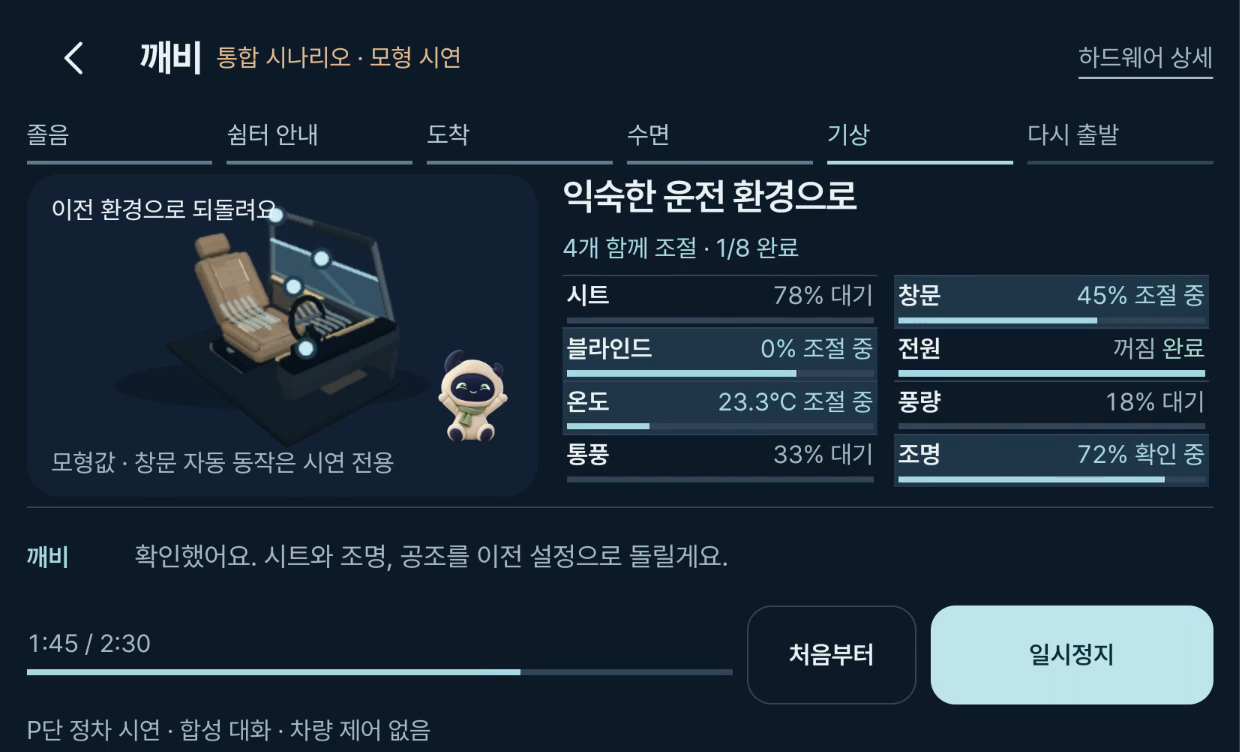 깨비 통합 시나리오 · 모형 시연
하드웨어 상세
졸음
쉼터 안내
도착
수면
기상
다시 출발
이전 환경으로 되돌려요
모형값 · 창문 자동 동작은 시연 전용
익숙한 운전 환경으로
4개 함께 조절 · 1/8 완료
시트 78% 대기
창문 45% 조절 중
블라인드 0% 조절 중
전원 꺼짐 완료
온도 23.3°C 조절 중
풍량 18% 대기
통풍 33% 대기
조명 72% 확인 중
깨비 확인했어요. 시트와 조명, 공조를 이전 설정으로 돌릴게요.
1:45 / 2:30
처음부터
일시정지
P단 정차 시연 · 합성 대화 · 차량 제어 없음